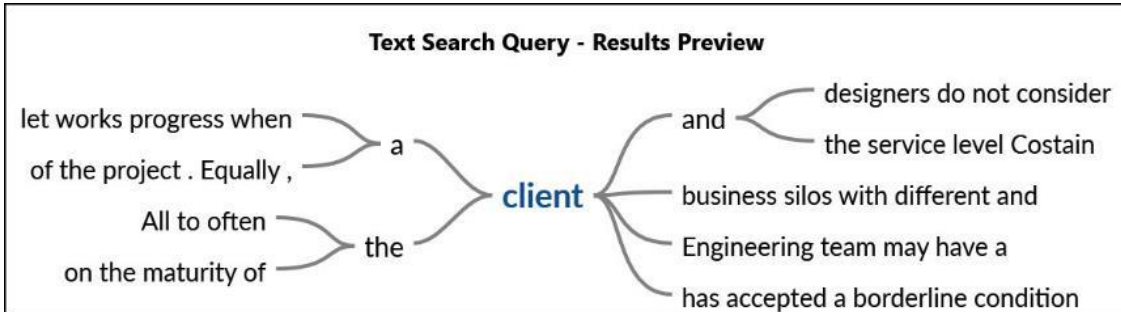 Text Search Query - Results Preview
let works progress when
of the project . Equally ,
a
All to often
on the maturity of
the
client
and
designers do not consider
the service level Costain
business silos with different and
Engineering team may have a
has accepted a borderline condition